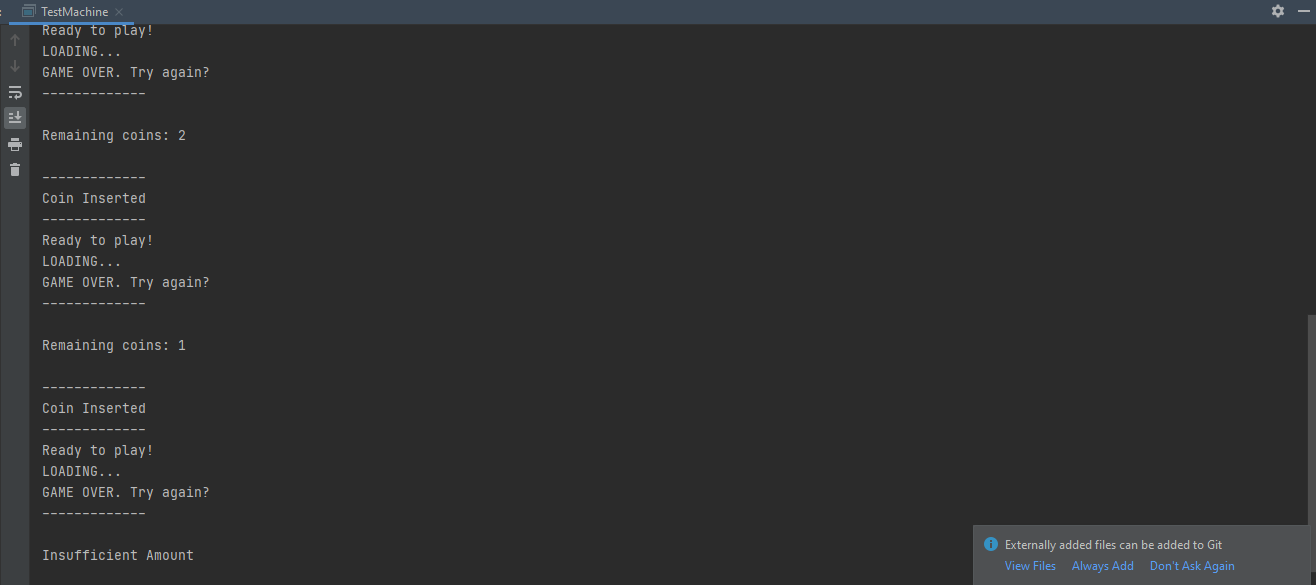 TestMachine
Ready to play!
LOADING...
GAME OVER. Try again?
-------------
Remaining coins: 2
-------------
Coin Inserted
-------------
Ready to play!
LOADING...
GAME OVER. Try again?
-------------
Remaining coins: 1
-------------
Coin Inserted
-------------
Ready to play!
LOADING...
GAME OVER. Try again?
-------------
Insufficient Amount
Externally added files can be added to Git
View Files Always Add Don't Ask Again